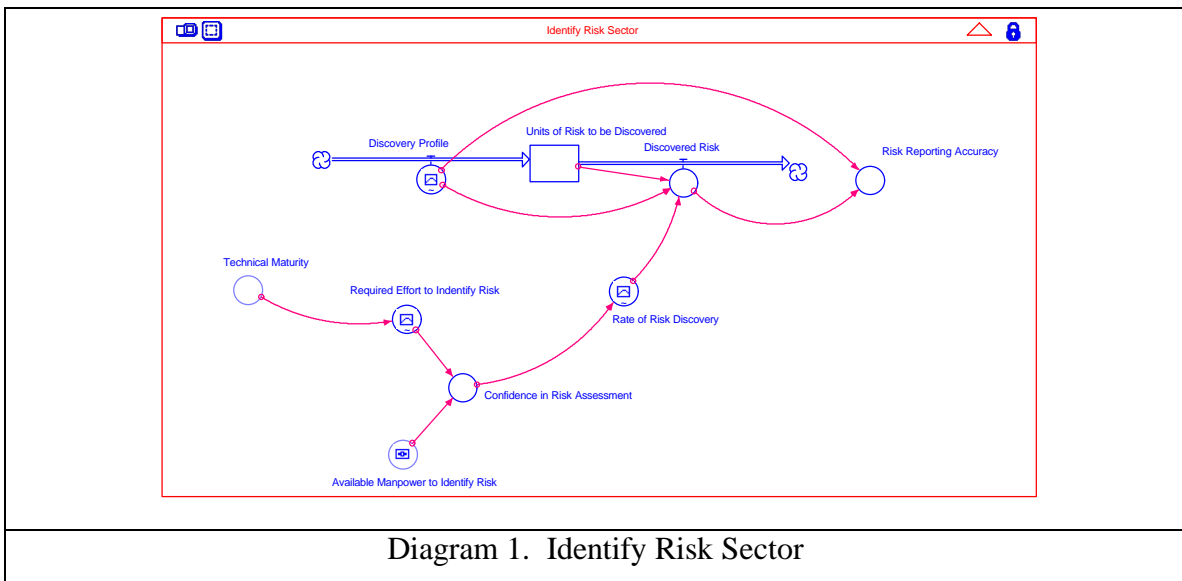 Identify Risk Sector
Units of Risk to be Discovered
Discovery Profile
Discovered Risk
Risk Reporting Accuracy
Technical Maturity
Required Effort to Indentify Risk
Rate of Risk Discovery
Confidence in Risk Assessment
Available Manpower to Identify Risk
Diagram 1. Identify Risk Sector